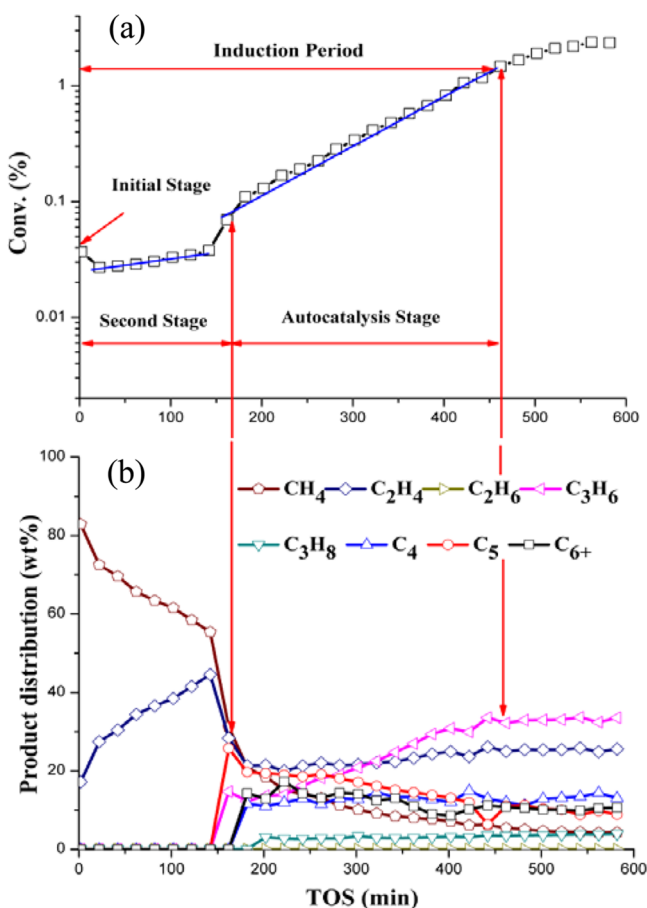 (a)
Induction Period
Initial Stage
Second Stage
Autocatalysis Stage
Conv. (%)
1
0.1
0.01
0 100 200 300 400 500 600
(b)
CH4 C2H4 C2H6 C3H6
C3H8 C4 C5 C6+
Product distribution (wt%)
100
80
60
40
20
0
0 100 200 300 400 500 600
TOS (min)